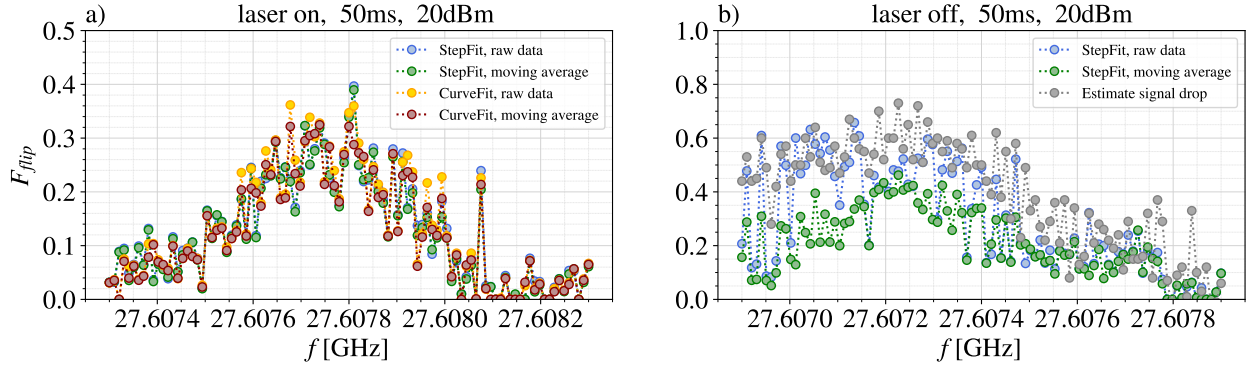 a) laser on, 50ms, 20dBm
0.5
0.4
0.3
0.2
0.1
0.0
F_flip
StepFit, raw data
StepFit, moving average
CurveFit, raw data
CurveFit, moving average
27.6074 27.6076 27.6078 27.6080 27.6082
f [GHz]
b) laser off, 50ms, 20dBm
1.0
0.8
0.6
0.4
0.2
0.0
StepFit, raw data
StepFit, moving average
Estimate signal drop
27.6070 27.6072 27.6074 27.6076 27.6078
f [GHz]